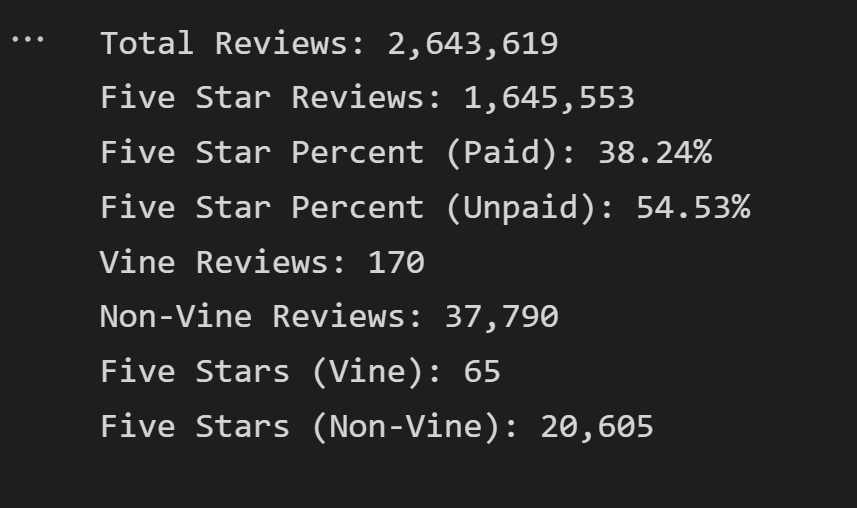 Total Reviews: 2,643,619
Five Star Reviews: 1,645,553
Five Star Percent (Paid): 38.24%
Five Star Percent (Unpaid): 54.53%
Vine Reviews: 170
Non-Vine Reviews: 37,790
Five Stars (Vine): 65
Five Stars (Non-Vine): 20,605